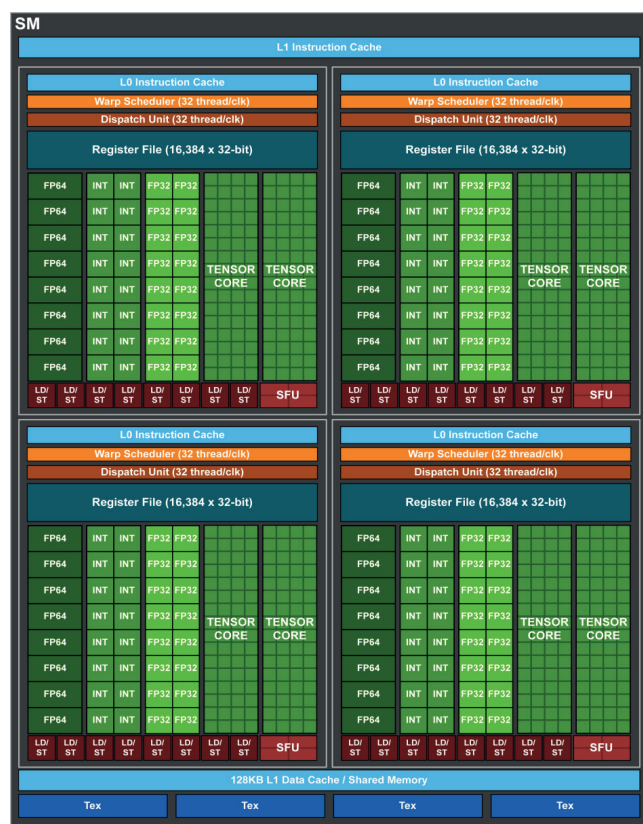 SM
L1 Instruction Cache
L0 Instruction Cache
Warp Scheduler (32 thread/clk)
Dispatch Unit (32 thread/clk)
Register File (16,384 x 32-bit)
FP64 INT INT FP32 FP32
FP64 INT INT FP32 FP32
FP64 INT INT FP32 FP32
FP64 INT INT FP32 FP32
TENSOR CORE TENSOR CORE
FP64 INT INT FP32 FP32
FP64 INT INT FP32 FP32
FP64 INT INT FP32 FP32
FP64 INT INT FP32 FP32
LD/ST LD/ST LD/ST LD/ST LD/ST LD/ST LD/ST LD/ST SFU
L0 Instruction Cache
Warp Scheduler (32 thread/clk)
Dispatch Unit (32 thread/clk)
Register File (16,384 x 32-bit)
FP64 INT INT FP32 FP32
FP64 INT INT FP32 FP32
FP64 INT INT FP32 FP32
FP64 INT INT FP32 FP32
TENSOR CORE TENSOR CORE
FP64 INT INT FP32 FP32
FP64 INT INT FP32 FP32
FP64 INT INT FP32 FP32
FP64 INT INT FP32 FP32
LD/ST LD/ST LD/ST LD/ST LD/ST LD/ST LD/ST LD/ST SFU
L0 Instruction Cache
Warp Scheduler (32 thread/clk)
Dispatch Unit (32 thread/clk)
Register File (16,384 x 32-bit)
FP64 INT INT FP32 FP32
FP64 INT INT FP32 FP32
FP64 INT INT FP32 FP32
FP64 INT INT FP32 FP32
TENSOR CORE TENSOR CORE
FP64 INT INT FP32 FP32
FP64 INT INT FP32 FP32
FP64 INT INT FP32 FP32
FP64 INT INT FP32 FP32
LD/ST LD/ST LD/ST LD/ST LD/ST LD/ST LD/ST LD/ST SFU
L0 Instruction Cache
Warp Scheduler (32 thread/clk)
Dispatch Unit (32 thread/clk)
Register File (16,384 x 32-bit)
FP64 INT INT FP32 FP32
FP64 INT INT FP32 FP32
FP64 INT INT FP32 FP32
FP64 INT INT FP32 FP32
TENSOR CORE TENSOR CORE
FP64 INT INT FP32 FP32
FP64 INT INT FP32 FP32
FP64 INT INT FP32 FP32
FP64 INT INT FP32 FP32
LD/ST LD/ST LD/ST LD/ST LD/ST LD/ST LD/ST LD/ST SFU
128KB L1 Data Cache / Shared Memory
Tex Tex Tex Tex